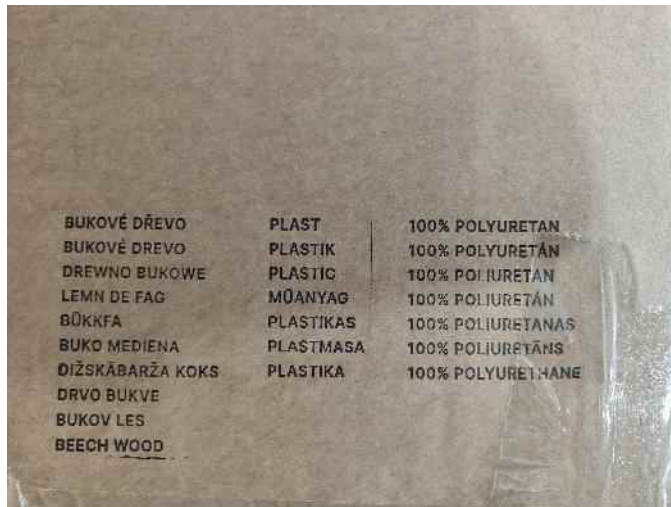 BUKOVÉ DŘEVO PLAST 100% POLYURETAN
BUKOVÉ DREVO PLASTIK 100% POLYURETÁN
DREWNO BUKOWE PLASTIC 100% POLIURETAN
LEMN DE FAG MŰANYAG 100% POLIURETÁN
BÜKKFA PLASTIKAS 100% POLIURETANAS
BUKO MEDIENA PLASTMASA 100% POLIURETĀNS
DIŽSKĀBARŽA KOKS PLASTIKA 100% POLYURETHANE
DRVO BUKVE
BUKOV LES
BEECH WOOD